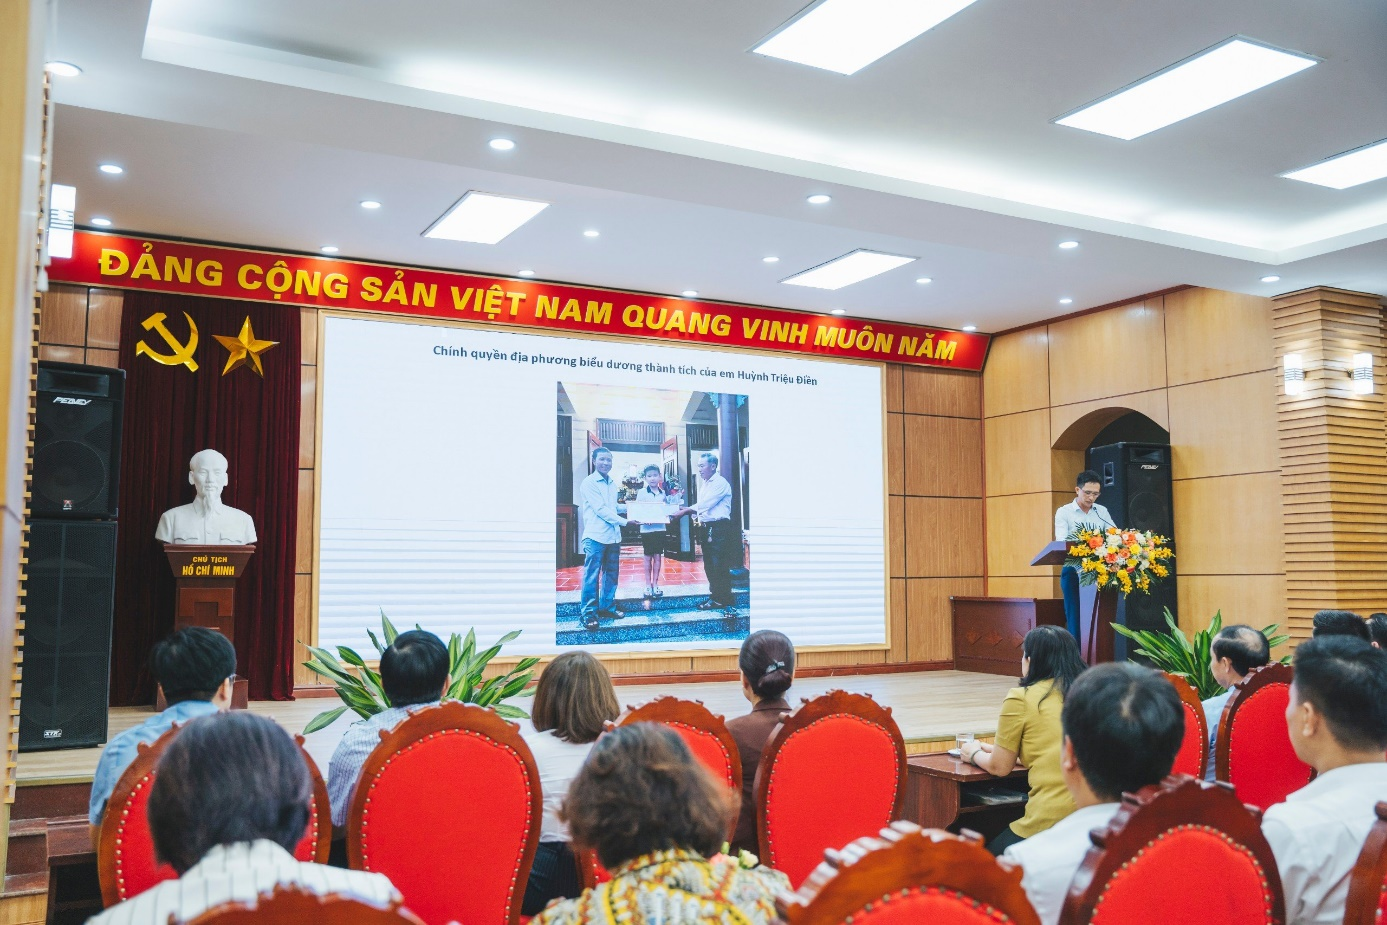 ĐẢNG CỘNG SẢN VIỆT NAM QUANG VINH MUÔN NĂM
Chính quyền địa phương biểu dương thành tích của em Huỳnh Triệu Điền
PEAVEY
PEAVEY
CHỦ TỊCH
HỒ CHÍ MINH